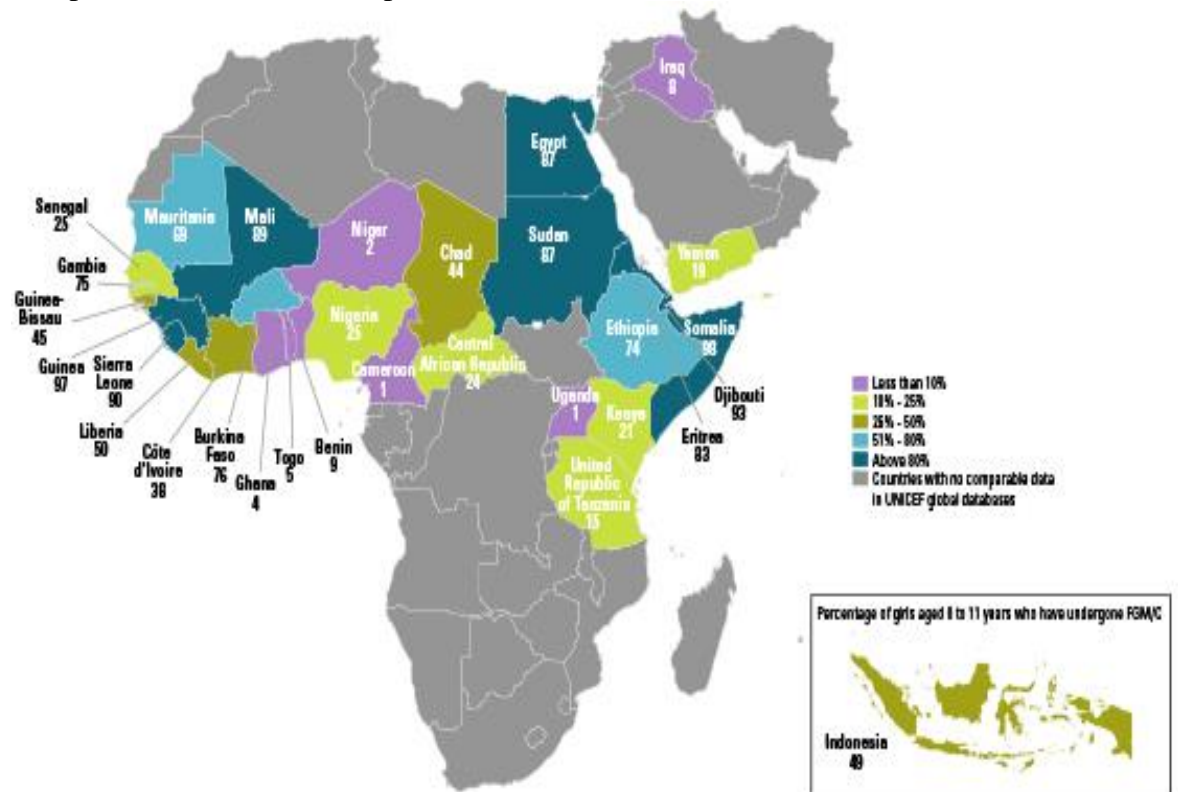 Iraq
8
Egypt
87
Senegal
25
Mauritania
69
Mali
89
Niger
2
Chad
44
Sudan
87
Yemen
19
Gambia
75
Guinea-
Bissau
45
Nigeria
25
Ethiopia
74
Somalia
98
Central
African Republic
24
Guinea
97
Sierra
Leone
90
Cameroon
1
Uganda
1
Kenya
21
Djibouti
93
Eritrea
83
Liberia
50
Côte
d'Ivoire
38
Burkina
Faso
76
Ghana
4
Togo
5
Benin
9
United
Republic
of Tanzania
15
Less than 10%
10% - 25%
26% - 50%
51% - 80%
Above 80%
Countries with no comparable data
in UNICEF global databases
Percentage of girls aged 0 to 11 years who have undergone FGM/C
Indonesia
49